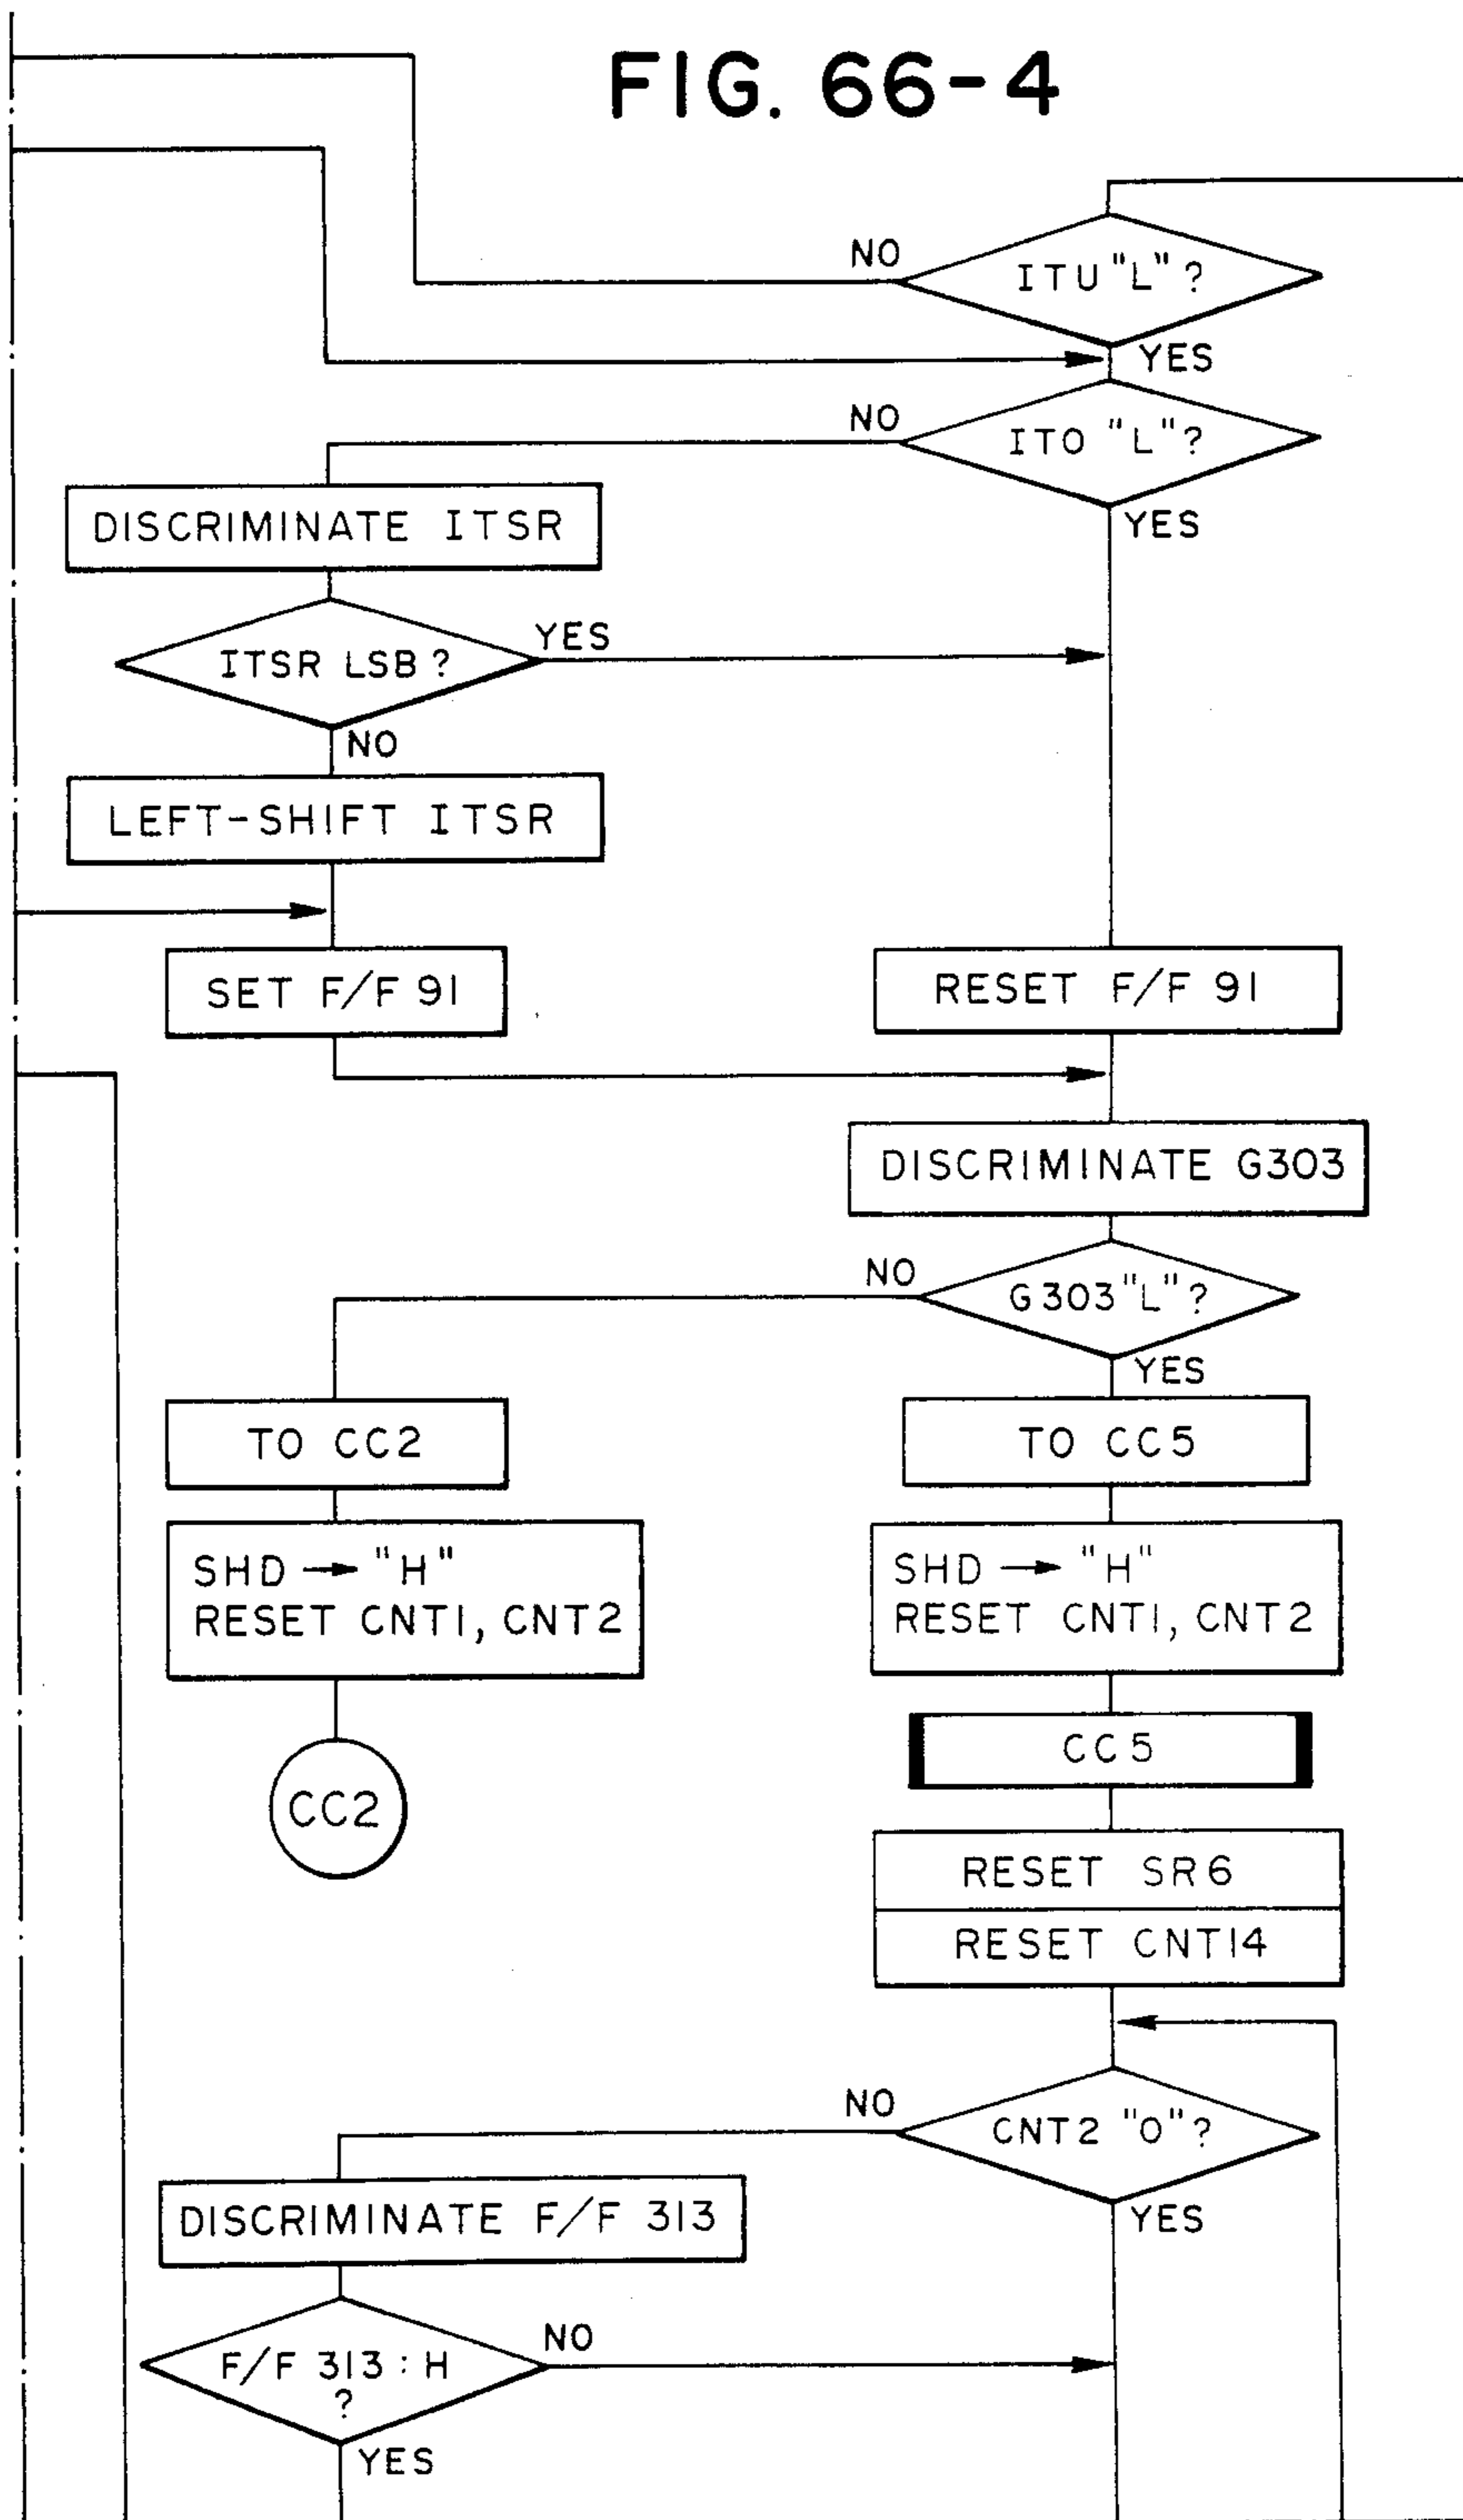 FIG. 66-4
NO
ITU "L"?
YES
NO
ITO "L"?
YES
DISCRIMINATE ITSR
ITSR LSB?
YES
NO
LEFT-SHIFT ITSR
SET F/F 91
RESET F/F 91
DISCRIMINATE G303
NO
G303 "L"?
YES
TO CC2
TO CC5
SHD → "H"
RESET CNT1, CNT2
SHD → "H"
RESET CNT1, CNT2
CC5
CC2
RESET SR6
RESET CNT14
NO
CNT2 "0"?
YES
DISCRIMINATE F/F 313
F/F 313 : H
?
NO
YES